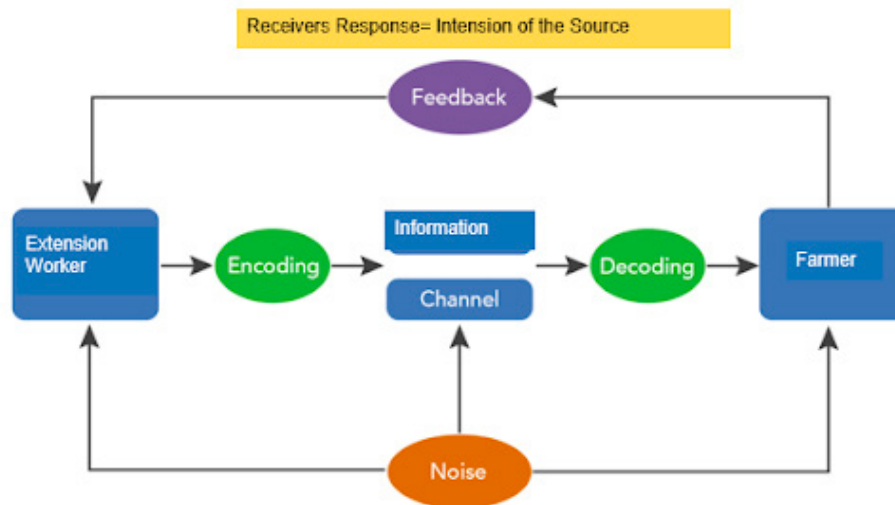 Receivers Response= Intension of the Source
Feedback
Extension
Worker
Encoding
Information
Channel
Decoding
Farmer
Noise